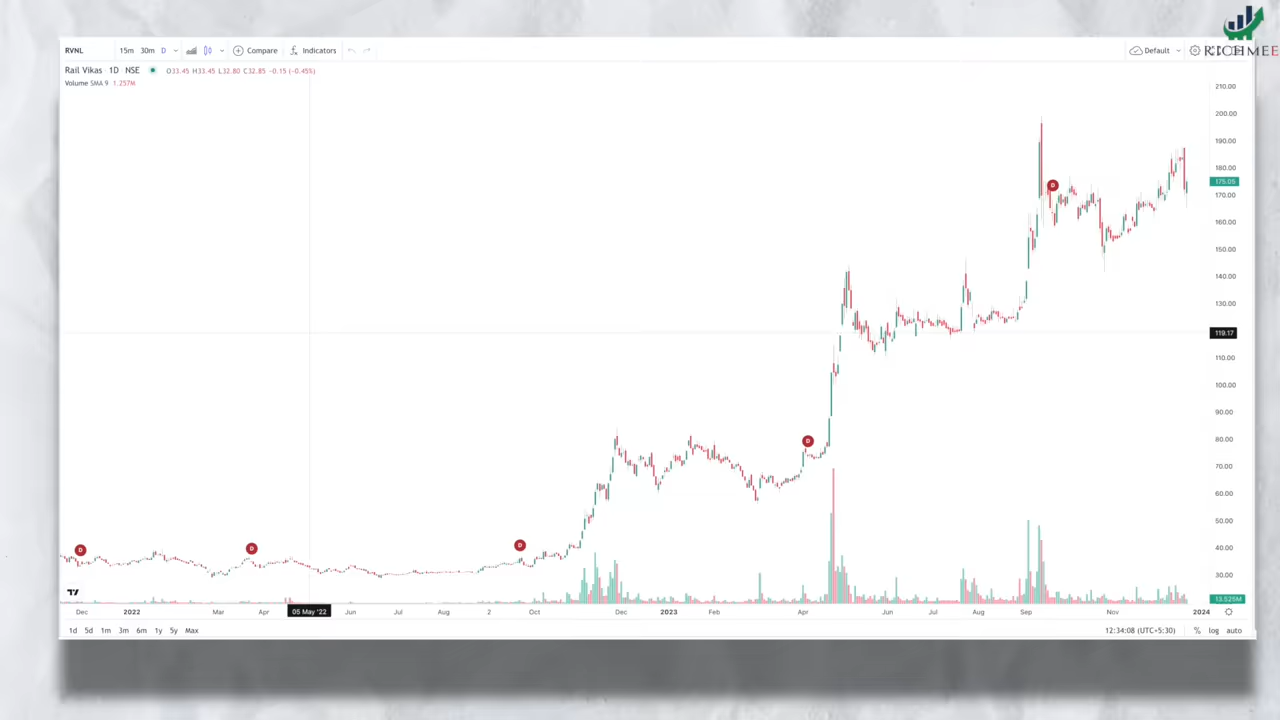 RVNL 15m 30m D Compare Indicators Default
RICHMEE
Rail Vikas 1D NSE O33.45 H33.45 L32.80 C32.85 -0.15 (-0.45%)
Volume SMA 9 1.257M
210.00
200.00
190.00
180.00
175.05
170.00
160.00
150.00
140.00
130.00
119.17
110.00
100.00
90.00
80.00
70.00
60.00
50.00
40.00
30.00
13.525M
D
D
D
D
D
Dec 2022 Mar Apr 05 May '22 Jun Jul Aug 2 Oct Dec 2023 Feb Apr Jun Jul Aug Sep Nov 2024
1d 5d 1m 3m 6m 1y 5y Max 12:34:08 (UTC+5:30) % log auto